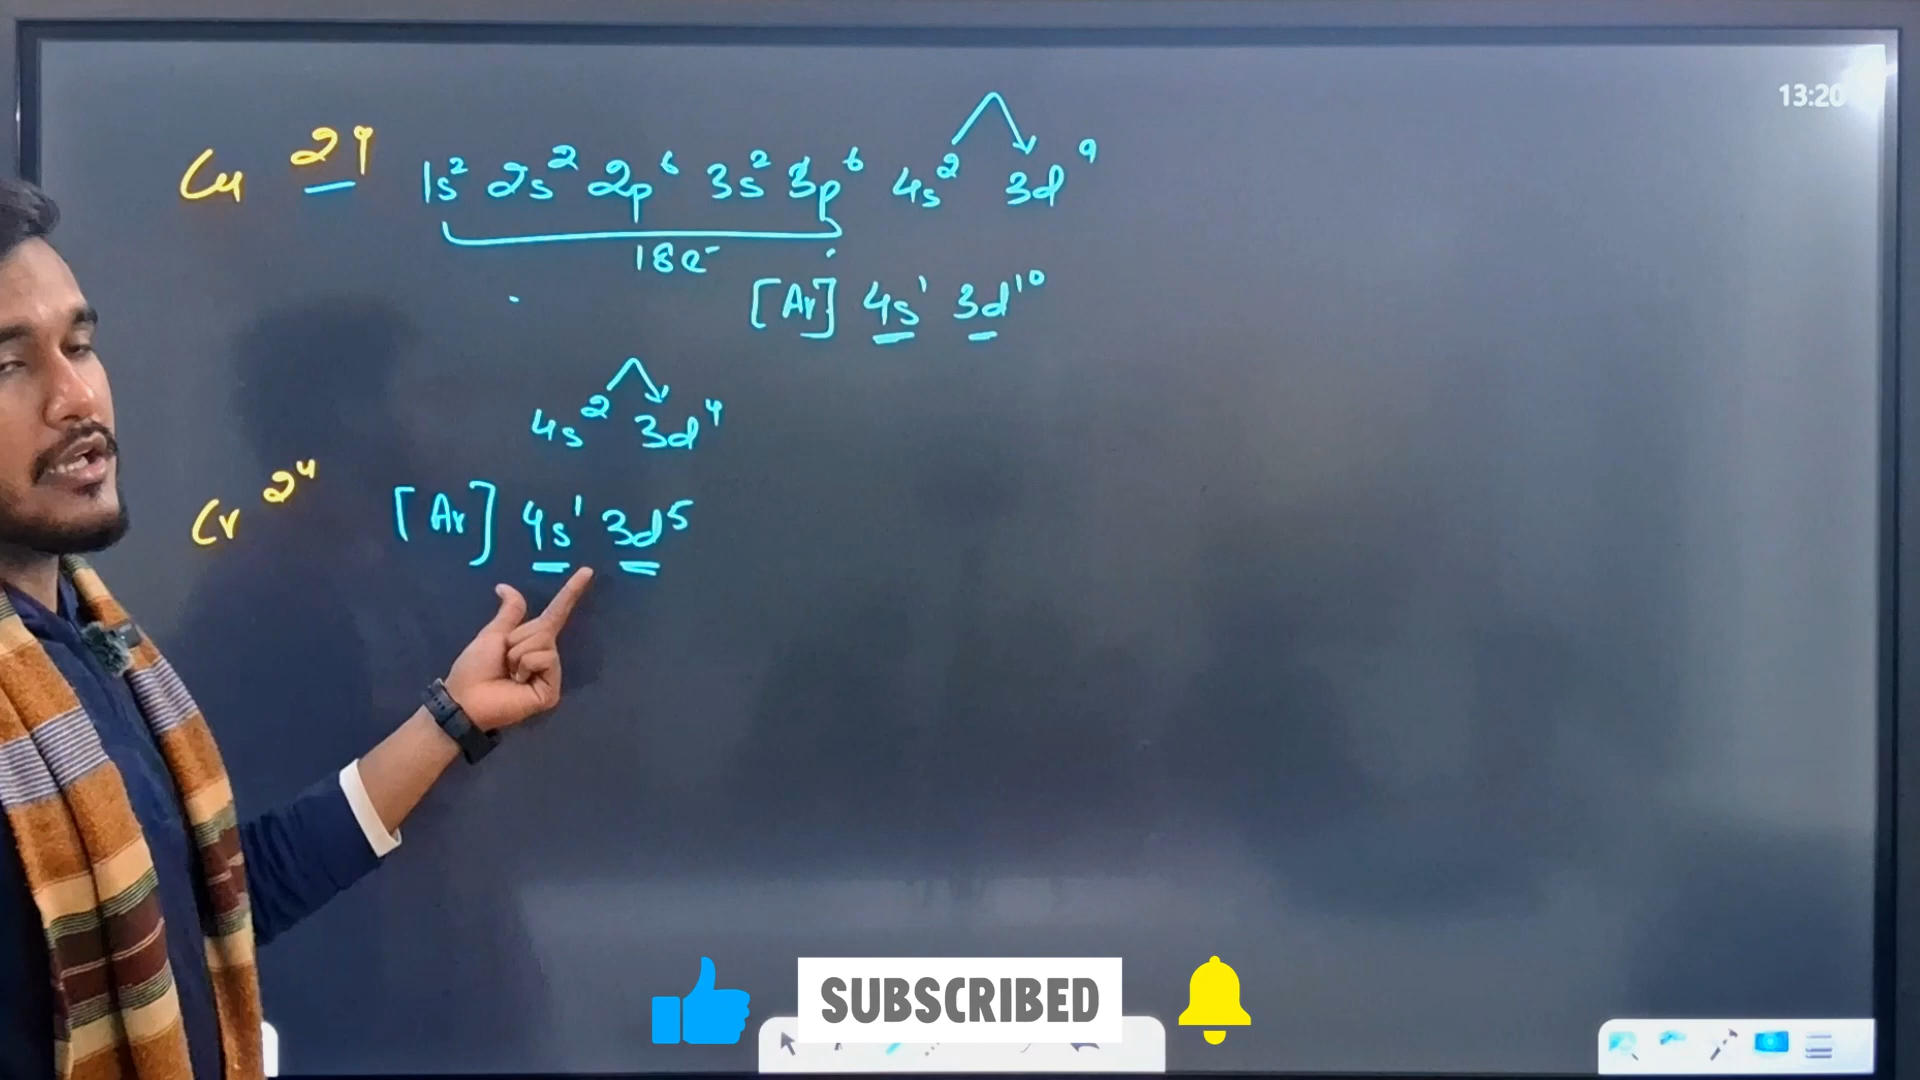 13:20
Cu 29 1s² 2s² 2p⁶ 3s² 3p⁶ 4s² 3d⁹
18e⁻
[Ar] 4s¹ 3d¹⁰
4s² 3d⁴
Cr 24 [Ar] 4s¹ 3d⁵
SUBSCRIBED